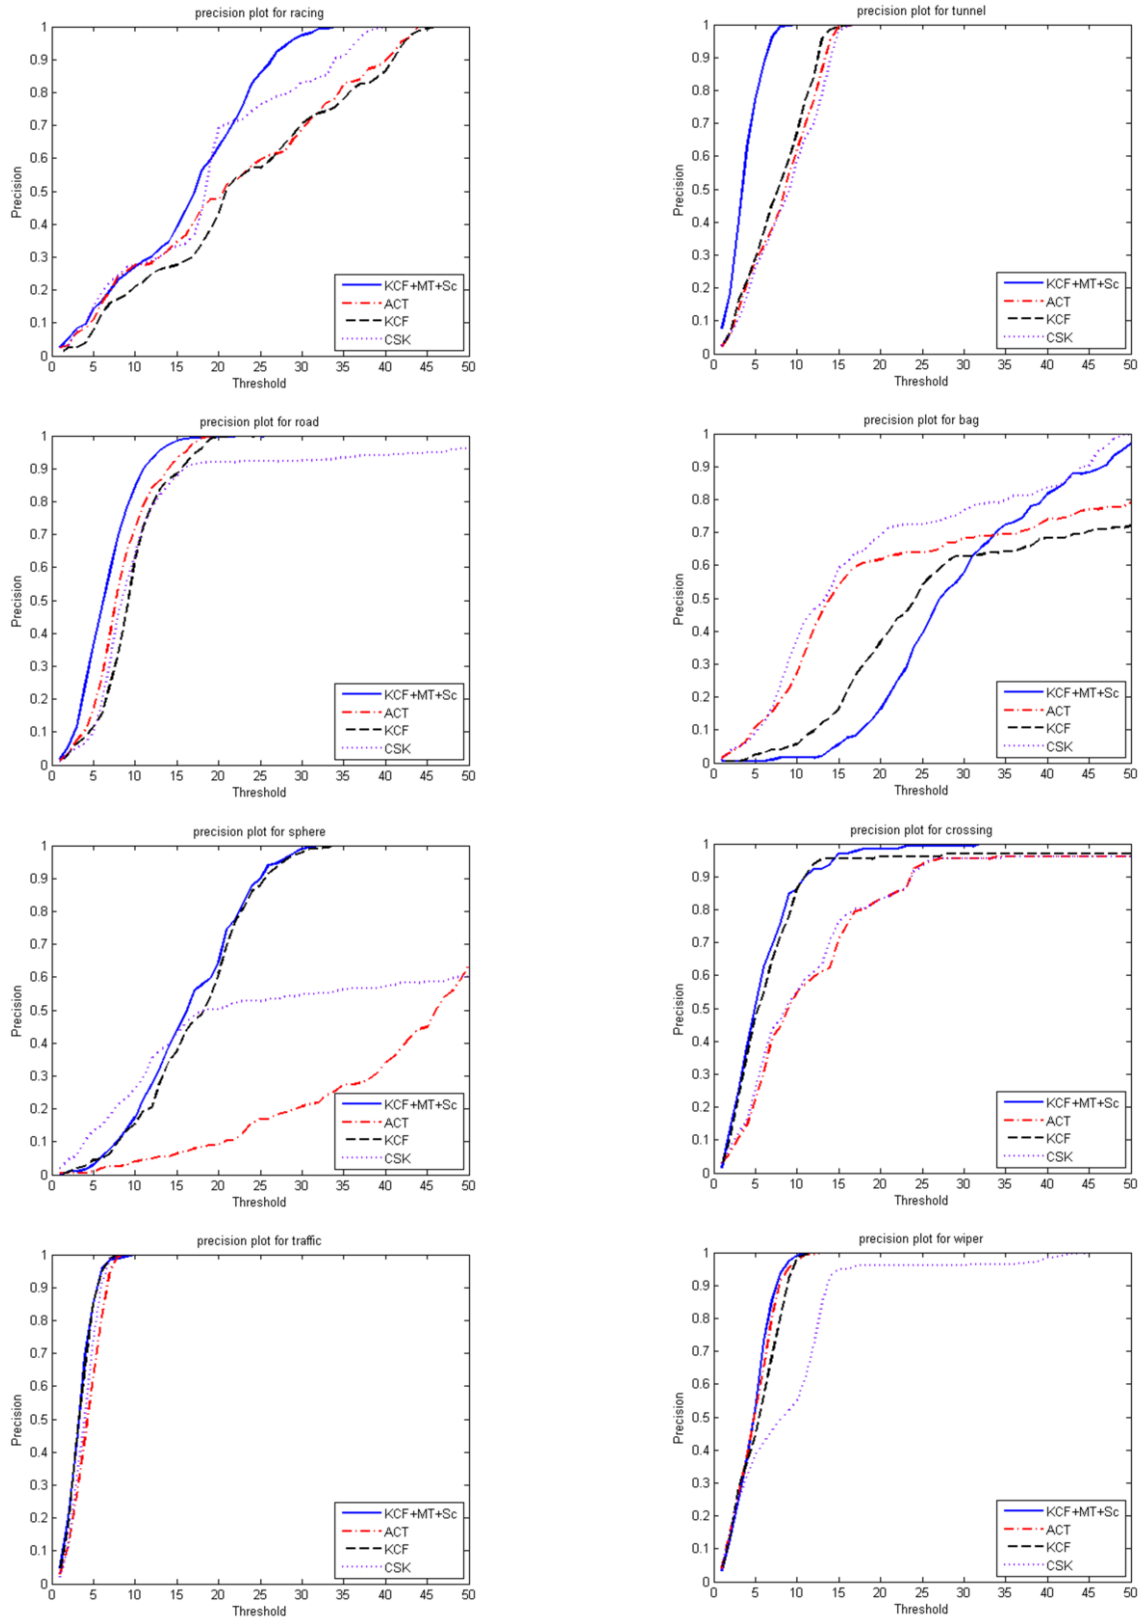 precision plot for racing
1
0.9
0.8
0.7
0.6
0.5
0.4
0.3
0.2
0.1
0
Precision
KCF+MT+Sc
ACT
KCF
CSK
0 5 10 15 20 25 30 35 40 45 50
Threshold
precision plot for tunnel
1
0.9
0.8
0.7
0.6
0.5
0.4
0.3
0.2
0.1
0
Precision
KCF+MT+Sc
ACT
KCF
CSK
0 5 10 15 20 25 30 35 40 45 50
Threshold
precision plot for road
1
0.9
0.8
0.7
0.6
0.5
0.4
0.3
0.2
0.1
0
Precision
KCF+MT+Sc
ACT
KCF
CSK
0 5 10 15 20 25 30 35 40 45 50
Threshold
precision plot for bag
1
0.9
0.8
0.7
0.6
0.5
0.4
0.3
0.2
0.1
0
Precision
KCF+MT+Sc
ACT
KCF
CSK
0 5 10 15 20 25 30 35 40 45 50
Threshold
precision plot for sphere
1
0.9
0.8
0.7
0.6
0.5
0.4
0.3
0.2
0.1
0
Precision
KCF+MT+Sc
ACT
KCF
CSK
0 5 10 15 20 25 30 35 40 45 50
Threshold
precision plot for crossing
1
0.9
0.8
0.7
0.6
0.5
0.4
0.3
0.2
0.1
0
Precision
KCF+MT+Sc
ACT
KCF
CSK
0 5 10 15 20 25 30 35 40 45 50
Threshold
precision plot for traffic
1
0.9
0.8
0.7
0.6
0.5
0.4
0.3
0.2
0.1
0
Precision
KCF+MT+Sc
ACT
KCF
CSK
0 5 10 15 20 25 30 35 40 45 50
Threshold
precision plot for wiper
1
0.9
0.8
0.7
0.6
0.5
0.4
0.3
0.2
0.1
0
Precision
KCF+MT+Sc
ACT
KCF
CSK
0 5 10 15 20 25 30 35 40 45 50
Threshold